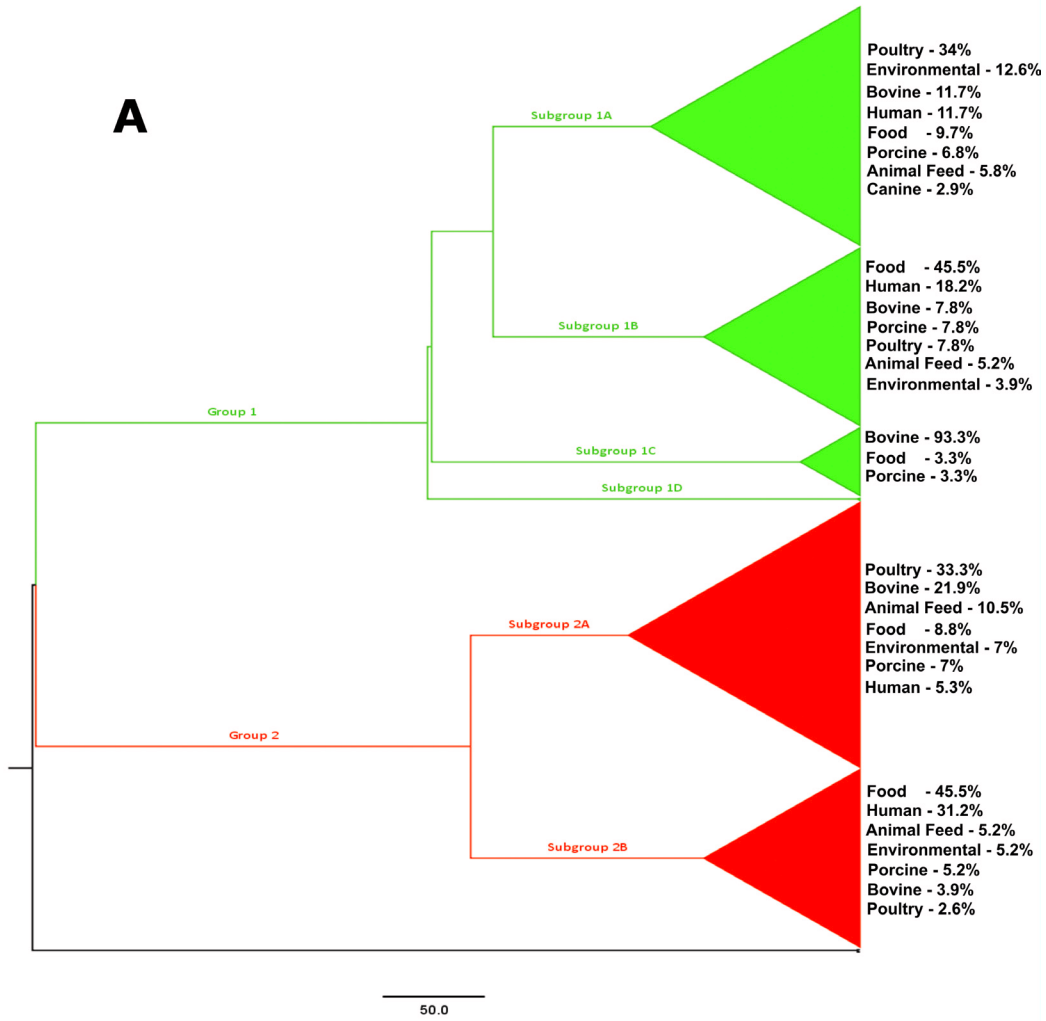 A
Subgroup 1A
Poultry - 34%
Environmental - 12.6%
Bovine - 11.7%
Human - 11.7%
Food - 9.7%
Porcine - 6.8%
Animal Feed - 5.8%
Canine - 2.9%
Subgroup 1B
Food - 45.5%
Human - 18.2%
Bovine - 7.8%
Porcine - 7.8%
Poultry - 7.8%
Animal Feed - 5.2%
Environmental - 3.9%
Group 1
Subgroup 1C
Bovine - 93.3%
Food - 3.3%
Porcine - 3.3%
Subgroup 1D
Subgroup 2A
Poultry - 33.3%
Bovine - 21.9%
Animal Feed - 10.5%
Food - 8.8%
Environmental - 7%
Porcine - 7%
Human - 5.3%
Group 2
Subgroup 2B
Food - 45.5%
Human - 31.2%
Animal Feed - 5.2%
Environmental - 5.2%
Porcine - 5.2%
Bovine - 3.9%
Poultry - 2.6%
50.0